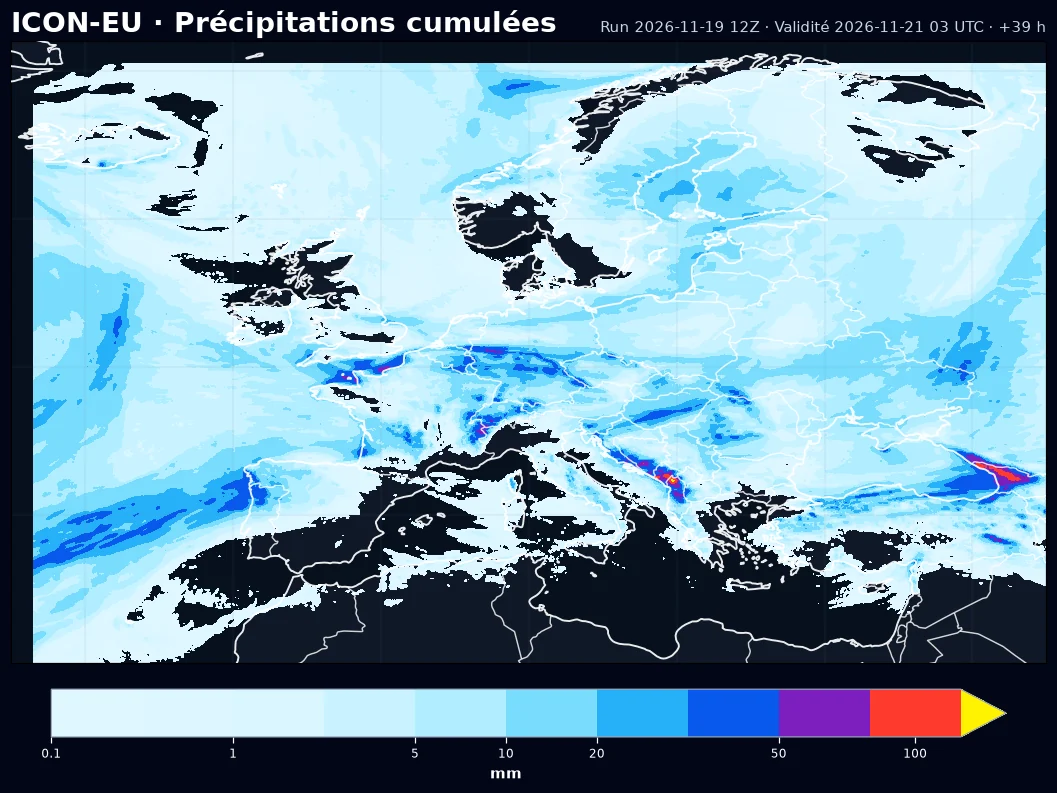 ICON-EU · Précipitations cumulées
Run 2026-11-19 12Z · Validité 2026-11-21 03 UTC · +39 h
0.1 1 5 10 20 50 100
mm